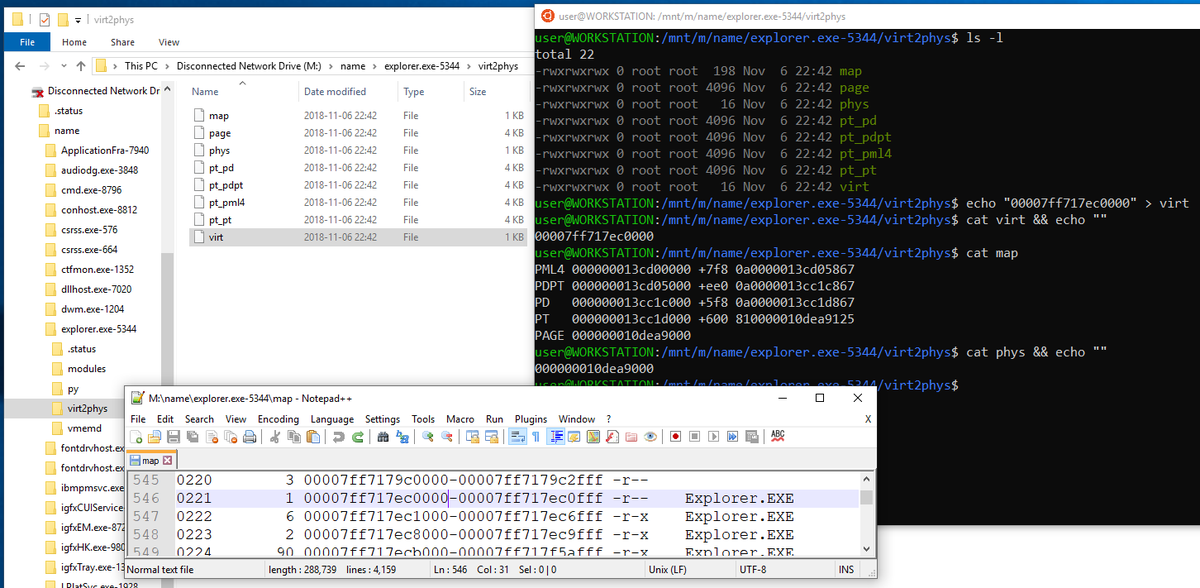 virt2phys
File Home Share View
This PC > Disconnected Network Drive (M:) > name > explorer.exe-5344 > virt2phys
Disconnected Network Dr
.status
name
ApplicationFra-7940
audiodg.exe-3848
cmd.exe-8796
conhost.exe-8812
csrss.exe-576
csrss.exe-664
ctfmon.exe-1352
dllhost.exe-7020
dwm.exe-1204
explorer.exe-5344
.status
modules
py
virt2phys
vmemd
fontdrvhost.ex
fontdrvhost.ex
ibmpmsvc.exe
igfxCUIService
igfxEM.exe-872
igfxHK.exe-980
igfxTray.exe-13
LPlatSvc.exe-1928
Name Date modified Type Size
map 2018-11-06 22:42 File 1 KB
page 2018-11-06 22:42 File 4 KB
phys 2018-11-06 22:42 File 1 KB
pt_pd 2018-11-06 22:42 File 4 KB
pt_pdpt 2018-11-06 22:42 File 4 KB
pt_pml4 2018-11-06 22:42 File 4 KB
pt_pt 2018-11-06 22:42 File 4 KB
virt 2018-11-06 22:42 File 1 KB
user@WORKSTATION: /mnt/m/name/explorer.exe-5344/virt2phys
user@WORKSTATION:/mnt/m/name/explorer.exe-5344/virt2phys$ ls -l
total 22
-rwxrwxrwx 0 root root 198 Nov 6 22:42 map
-rwxrwxrwx 0 root root 4096 Nov 6 22:42 page
-rwxrwxrwx 0 root root 16 Nov 6 22:42 phys
-rwxrwxrwx 0 root root 4096 Nov 6 22:42 pt_pd
-rwxrwxrwx 0 root root 4096 Nov 6 22:42 pt_pdpt
-rwxrwxrwx 0 root root 4096 Nov 6 22:42 pt_pml4
-rwxrwxrwx 0 root root 4096 Nov 6 22:42 pt_pt
-rwxrwxrwx 0 root root 16 Nov 6 22:42 virt
user@WORKSTATION:/mnt/m/name/explorer.exe-5344/virt2phys$ echo "00007ff717ec0000" > virt
user@WORKSTATION:/mnt/m/name/explorer.exe-5344/virt2phys$ cat virt && echo ""
00007ff717ec0000
user@WORKSTATION:/mnt/m/name/explorer.exe-5344/virt2phys$ cat map
PML4 000000013cd00000 +7f8 0a0000013cd05867
PDPT 000000013cd05000 +ee0 0a0000013cc1c867
PD 000000013cc1c000 +5f8 0a0000013cc1d867
PT 000000013cc1d000 +600 810000010dea9125
PAGE 000000010dea9000
user@WORKSTATION:/mnt/m/name/explorer.exe-5344/virt2phys$ cat phys && echo ""
000000010dea9000
user@WORKSTATION:/mnt/m/name/explorer.exe-5344/virt2phys$
M:\name\explorer.exe-5344\map - Notepad++
File Edit Search View Encoding Language Settings Tools Macro Run Plugins Window ? X
ABC
map
545 0220 3 00007ff7179c0000-00007ff7179c2fff -r--
546 0221 1 00007ff717ec0000-00007ff717ec0fff -r-- Explorer.EXE
547 0222 6 00007ff717ec1000-00007ff717ec6fff -r-x Explorer.EXE
548 0223 2 00007ff717ec8000-00007ff717ec9fff -r-x Explorer.EXE
549 0224 90 00007ff717ecb000-00007ff717f5afff -r-x Explorer.EXE
Normal text file length : 288,739 lines : 4,159 Ln : 546 Col : 31 Sel : 0 | 0 Unix (LF) UTF-8 INS